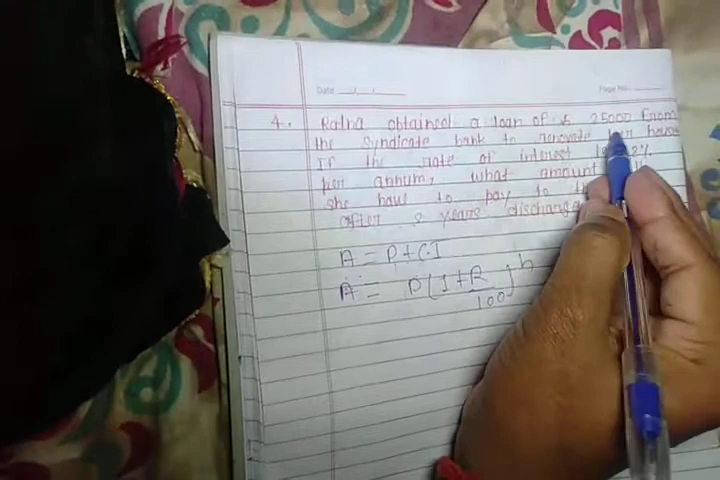 Date / /
Page No.
4. Ratna obtained a loan of ₹ 25000 From
the Syndicate bank to renovate her house
If the rate of interest is 2%
per annum, what amount
she have to pay to
after 2 years discharge
A = P + C.I
A = P(1 + R/100)^n